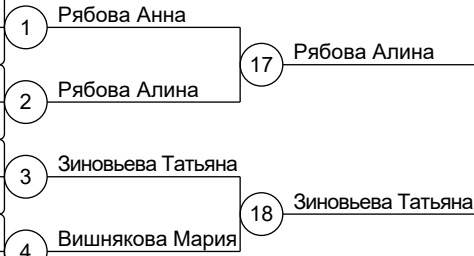 1 Рябова Анна
17 Рябова Алина
2 Рябова Алина
3 Зиновьева Татьяна
18 Зиновьева Татьяна
4 Вишнякова Мария